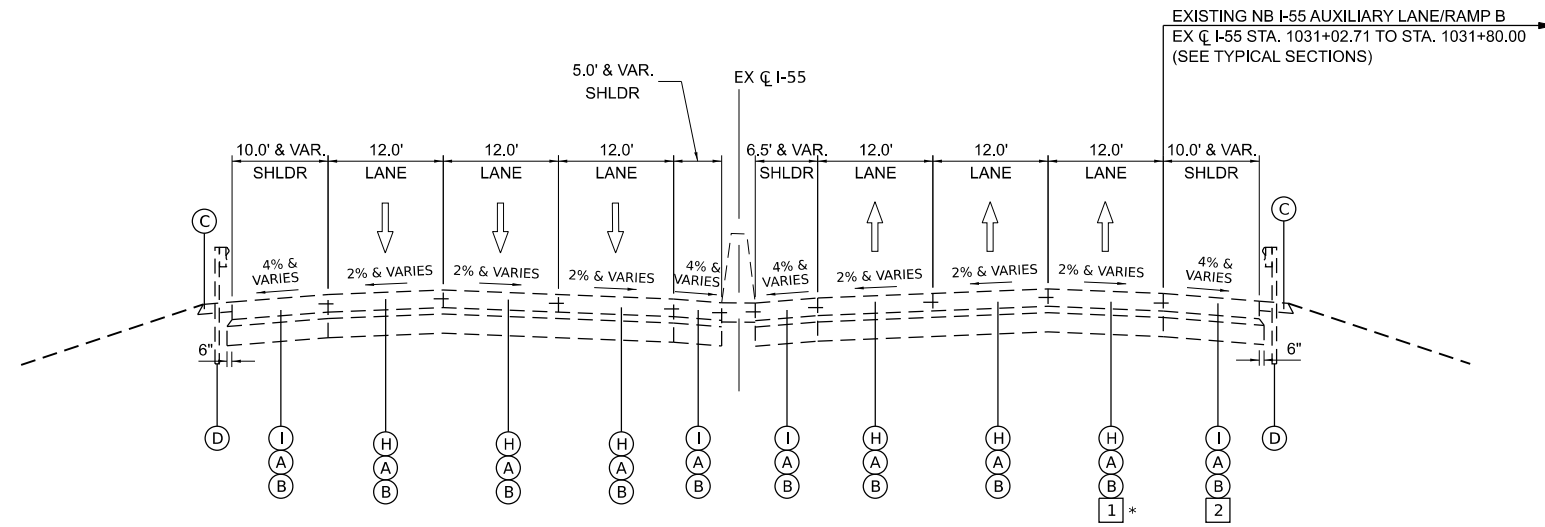 EXISTING NB I-55 AUXILIARY LANE/RAMP B
EX ℄ I-55 STA. 1031+02.71 TO STA. 1031+80.00
(SEE TYPICAL SECTIONS)
5.0' & VAR.
SHLDR
EX ℄ I-55
10.0' & VAR.
SHLDR
12.0'
LANE
12.0'
LANE
12.0'
LANE
6.5' & VAR.
SHLDR
12.0'
LANE
12.0'
LANE
12.0'
LANE
10.0' & VAR.
SHLDR
C
C
4% &
VARIES
2% & VARIES
2% & VARIES
2% & VARIES
4% &
VARIES
4% &
VARIES
2% & VARIES
2% & VARIES
2% & VARIES
4% &
VARIES
6"
6"
D
I
A
B
H
A
B
H
A
B
H
A
B
I
A
B
I
A
B
H
A
B
H
A
B
H
A
B
1 *
I
A
B
2
D